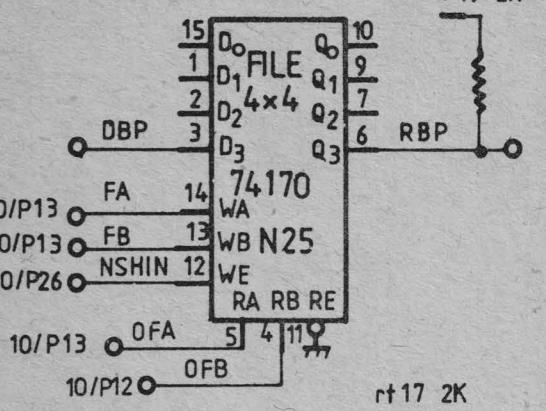 15 D0 Q0 10
FILE
1 D1 Q1 9
4×4
2 D2 Q2 7
DBP 3 D3 Q3 6 RBP
74170
0/P13 FA 14 WA
0/P13 FB 13 WB N25
0/P26 NSHIN 12 WE
RA RB RE
10/P13 OFA 5 4 11
10/P12 OFB
rt17 2K